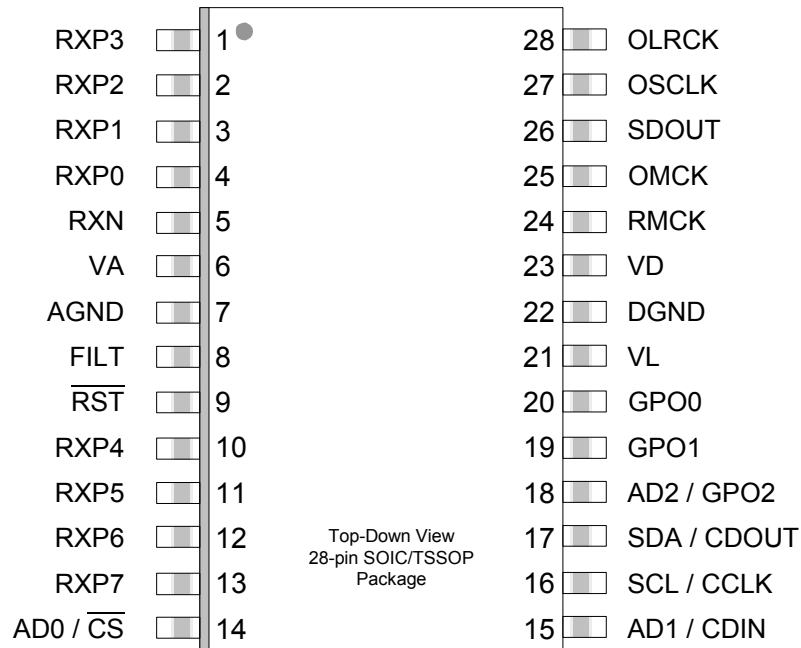 RXP3 1 28 OLRCK
RXP2 2 27 OSCLK
RXP1 3 26 SDOUT
RXP0 4 25 OMCK
RXN 5 24 RMCK
VA 6 23 VD
AGND 7 22 DGND
FILT 8 21 VL
R̅S̅T̅ 9 20 GPO0
RXP4 10 19 GPO1
RXP5 11 18 AD2 / GPO2
RXP6 12 17 SDA / CDOUT
RXP7 13 16 SCL / CCLK
AD0 / C̅S̅ 14 15 AD1 / CDIN
Top-Down View
28-pin SOIC/TSSOP
Package